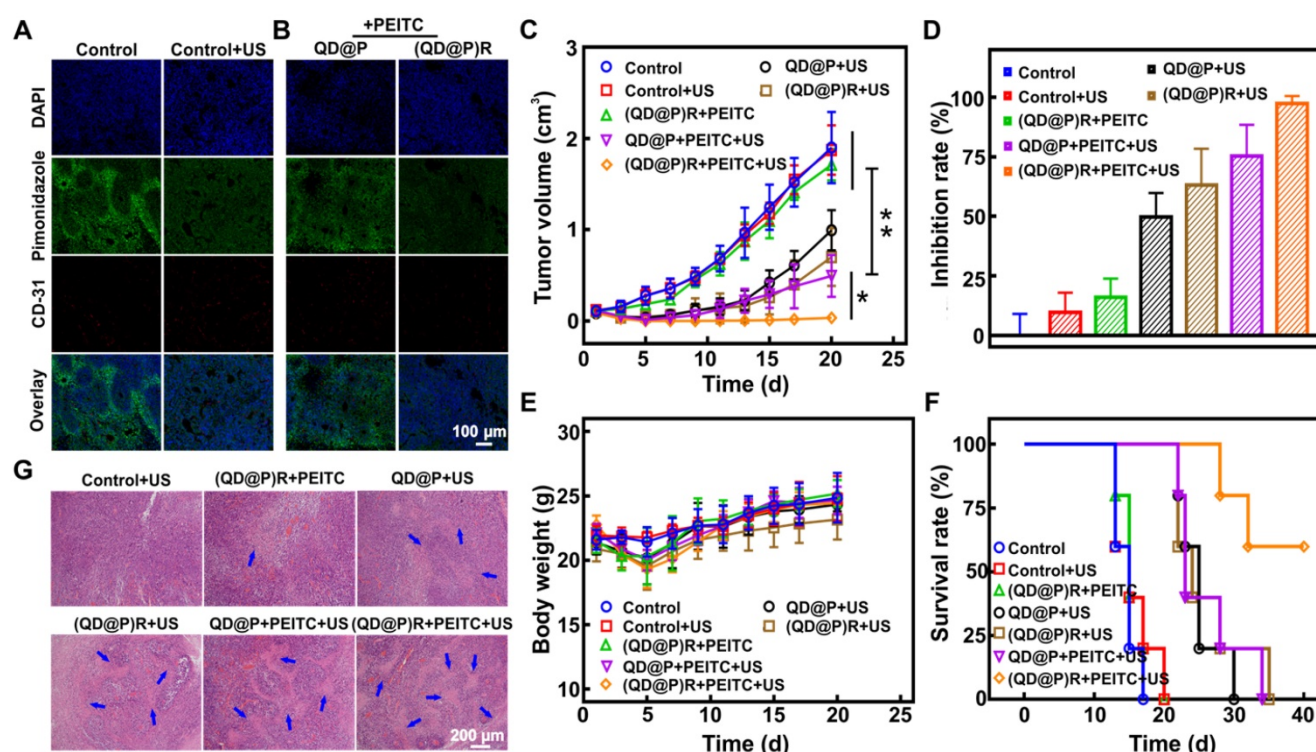 A
Control
Control+US
DAPI
Pimonidazole
CD-31
Overlay
B
+PEITC
QD@P
(QD@P)R
100 μm
C
Tumor volume (cm³)
3
2
1
0
Control
Control+US
(QD@P)R+PEITC
QD@P+PEITC+US
(QD@P)R+PEITC+US
QD@P+US
(QD@P)R+US
**
*
0 5 10 15 20 25
Time (d)
D
Inhibition rate (%)
100
75
50
25
0
Control
Control+US
(QD@P)R+PEITC
QD@P+PEITC+US
(QD@P)R+PEITC+US
QD@P+US
(QD@P)R+US
E
Body weight (g)
30
25
20
15
10
Control
Control+US
(QD@P)R+PEITC
QD@P+PEITC+US
(QD@P)R+PEITC+US
QD@P+US
(QD@P)R+US
0 5 10 15 20 25
Time (d)
F
Survival rate (%)
100
75
50
25
0
Control
Control+US
(QD@P)R+PEITC
QD@P+US
(QD@P)R+US
QD@P+PEITC+US
(QD@P)R+PEITC+US
0 10 20 30 40
Time (d)
G
Control+US
(QD@P)R+PEITC
QD@P+US
(QD@P)R+US
QD@P+PEITC+US
(QD@P)R+PEITC+US
200 μm